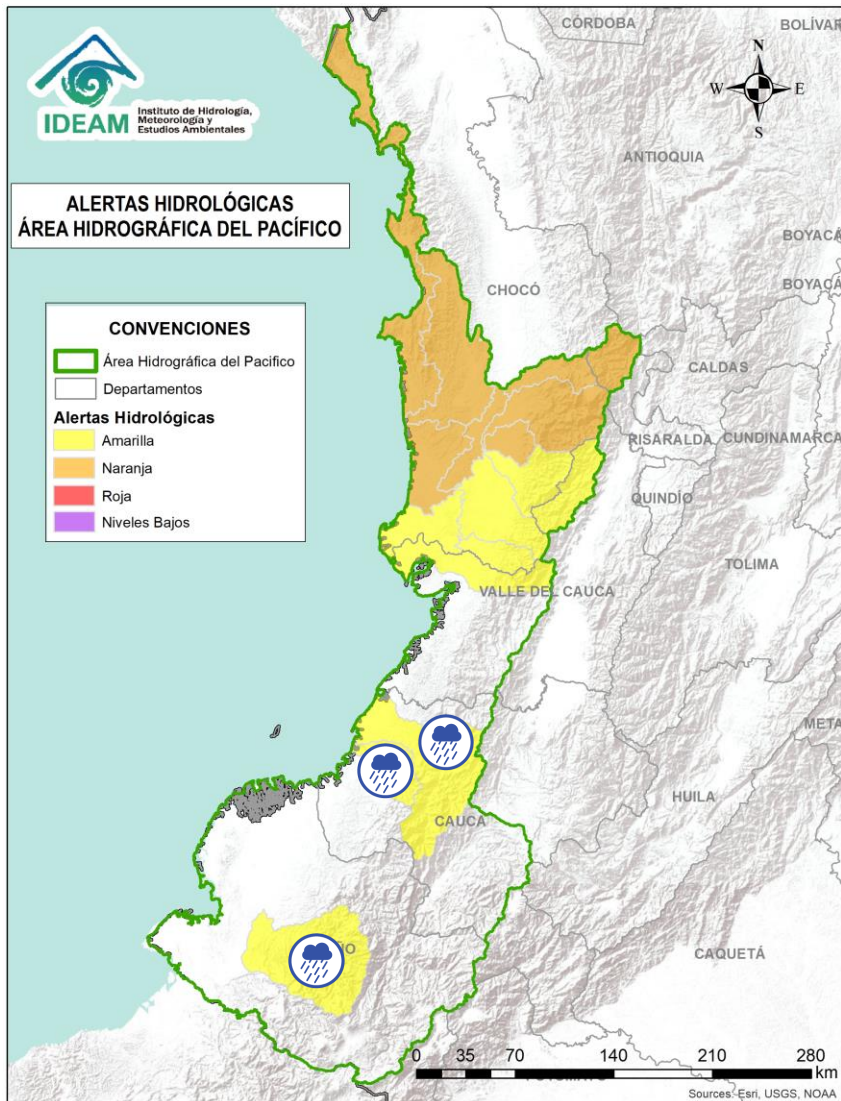 CÓRDOBA
BOLÍVAR
N
W
E
S
IDEAM
Instituto de Hidrología,
Meteorología y
Estudios Ambientales
ANTIOQUIA
ALERTAS HIDROLÓGICAS
ÁREA HIDROGRÁFICA DEL PACÍFICO
BOYACÁ
BOYACÁ
CHOCÓ
CONVENCIONES
Área Hidrográfica del Pacifico
Departamentos
Alertas Hidrológicas
Amarilla
Naranja
Roja
Niveles Bajos
CALDAS
RISARALDA
CUNDINAMARCA
QUINDÍO
TOLIMA
VALLE DEL CAUCA
META
HUILA
CAUCA
CAQUETÁ
0
35
70
140
210
280
km
Sources: Esri, USGS, NOAA